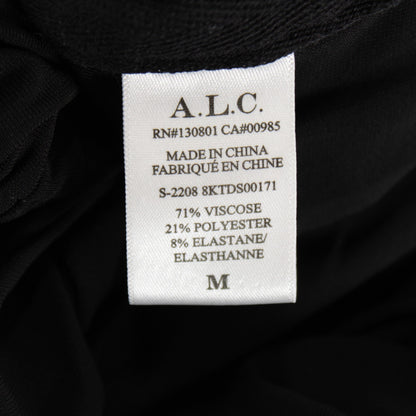 A.L.C.
RN#130801 CA#00985
MADE IN CHINA
FABRIQUÉ EN CHINE
S-2208 8KTDS00171
71% VISCOSE
21% POLYESTER
8% ELASTANE/
ELASTHANNE
M